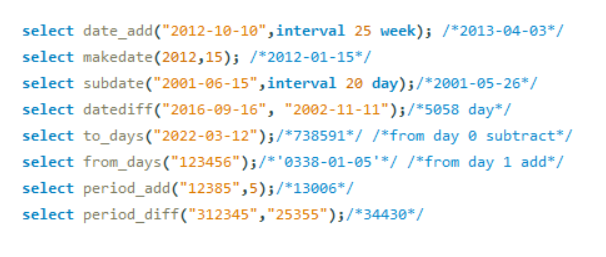 select date_add("2012-10-10",interval 25 week); /*2013-04-03*/
select makedate(2012,15); /*2012-01-15*/
select subdate("2001-06-15",interval 20 day);/*2001-05-26*/
select datediff("2016-09-16", "2002-11-11");/*5058 day*/
select to_days("2022-03-12");/*738591*/ /*from day 0 subtract*/
select from_days("123456");/*'0338-01-05'*/ /*from day 1 add*/
select period_add("12385",5);/*13006*/
select period_diff("312345","25355");/*34430*/